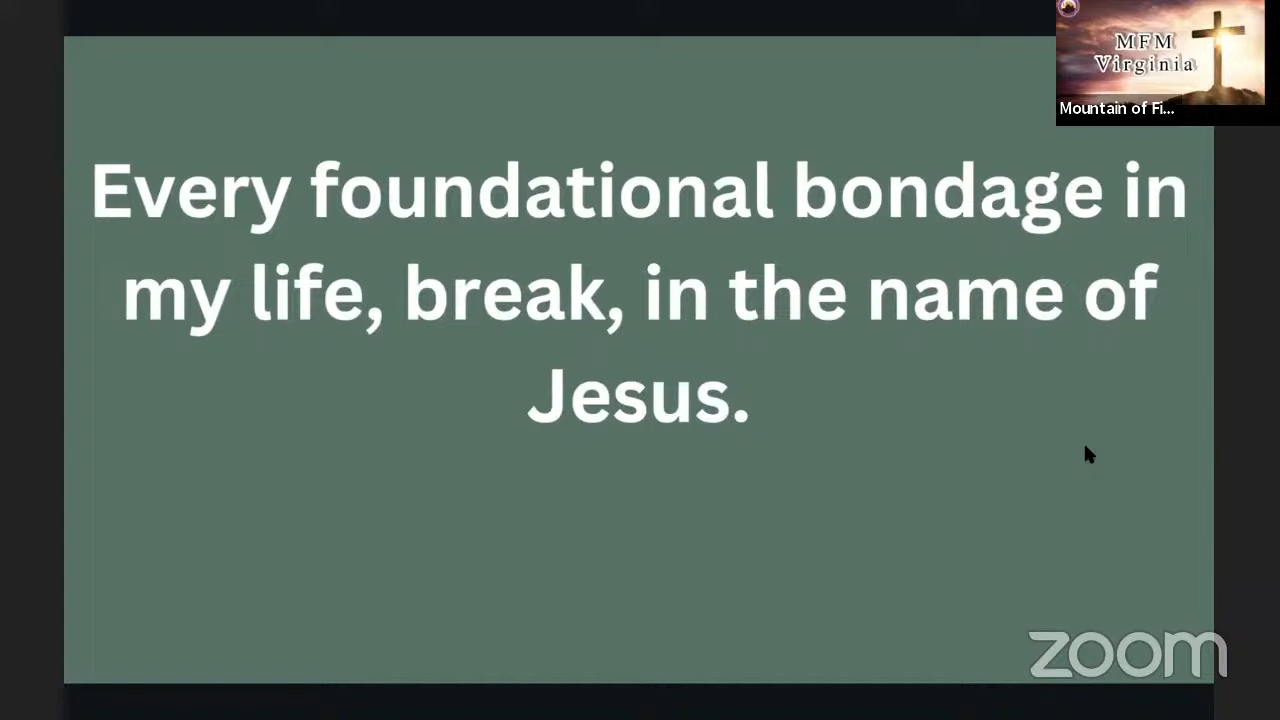 MFM
Virginia
Mountain of Fi...
Every foundational bondage in
my life, break, in the name of
Jesus.
zoom